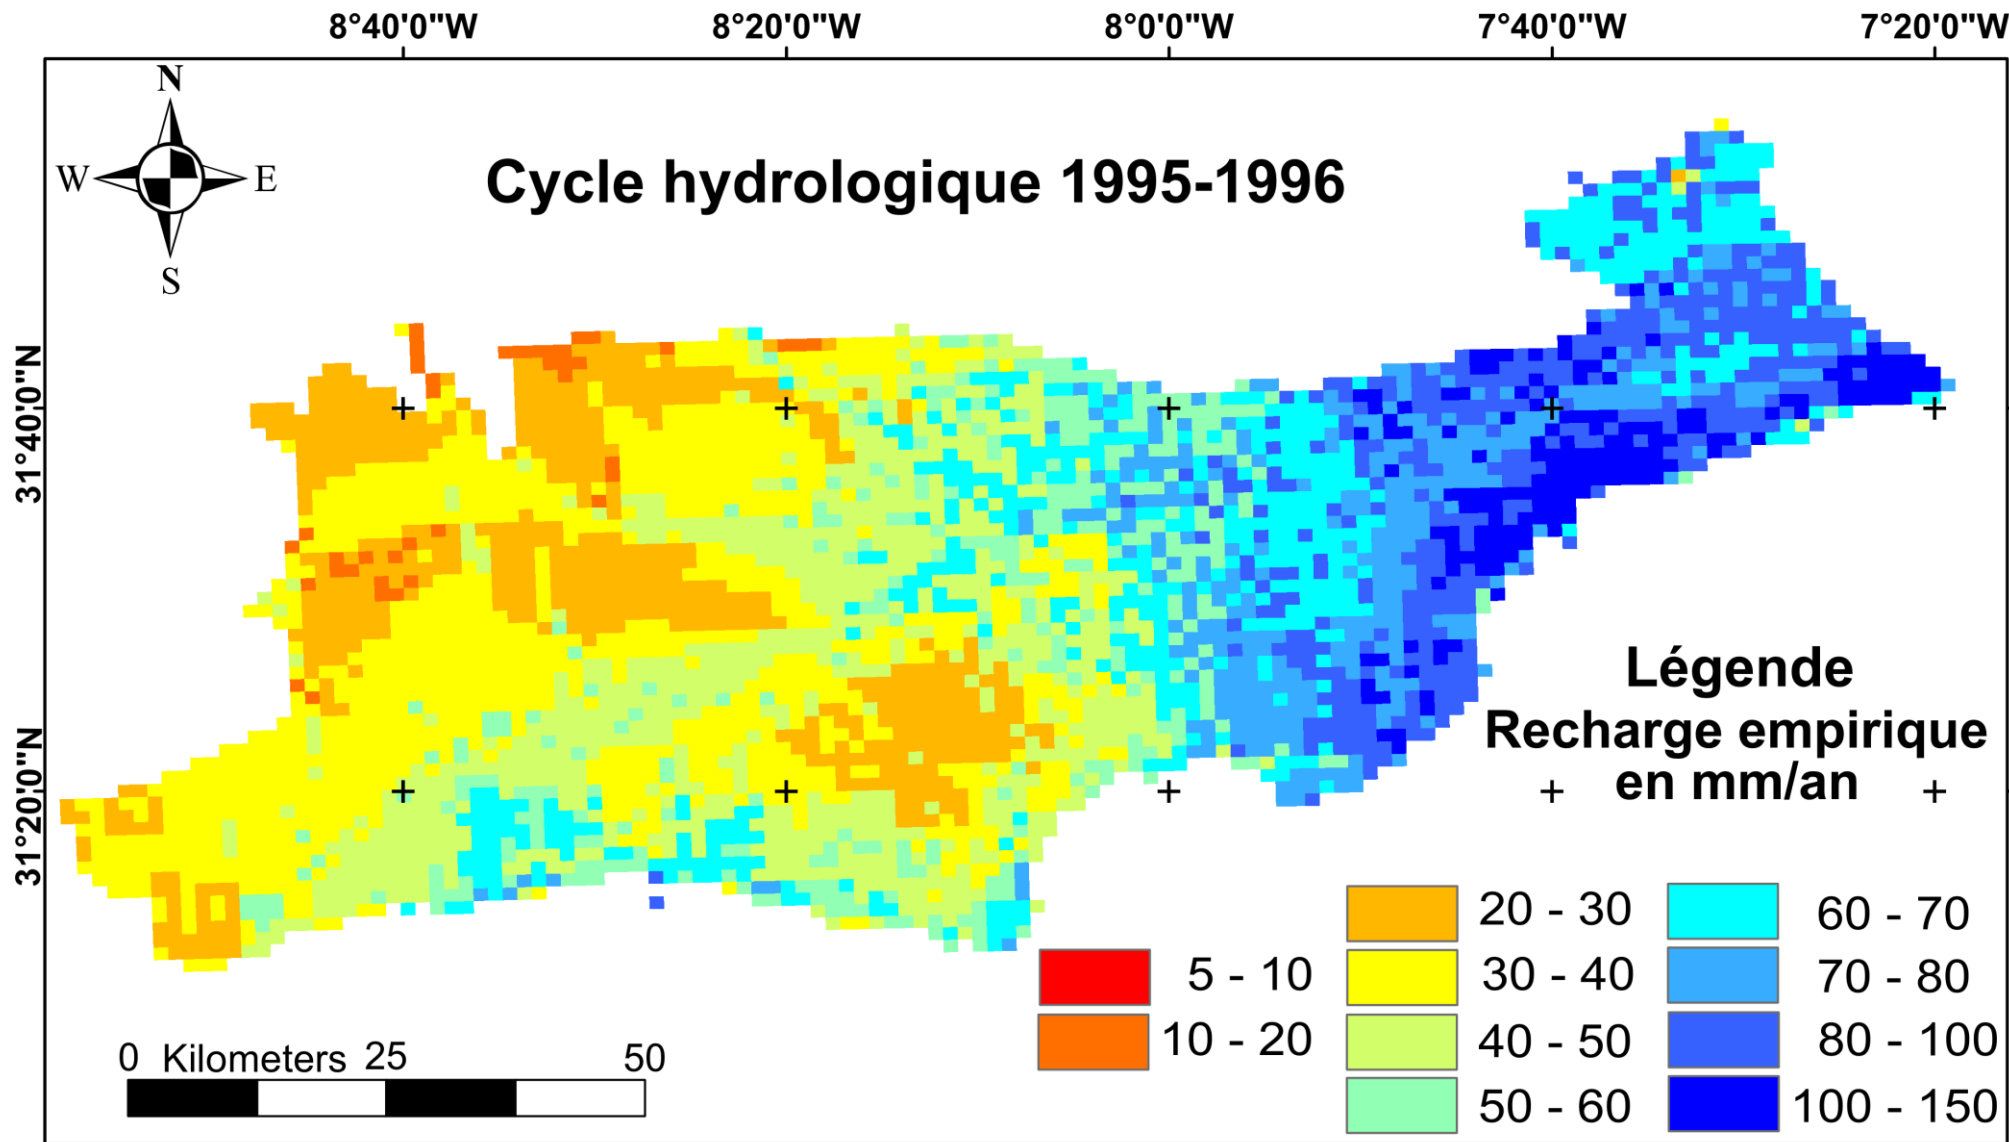 8°40'0"W 8°20'0"W 8°0'0"W 7°40'0"W 7°20'0"W
N
W E
S
Cycle hydrologique 1995-1996
31°40'0"N
31°20'0"N
Légende
Recharge empirique
en mm/an
5 - 10
10 - 20
20 - 30
30 - 40
40 - 50
50 - 60
60 - 70
70 - 80
80 - 100
100 - 150
0 Kilometers 25 50